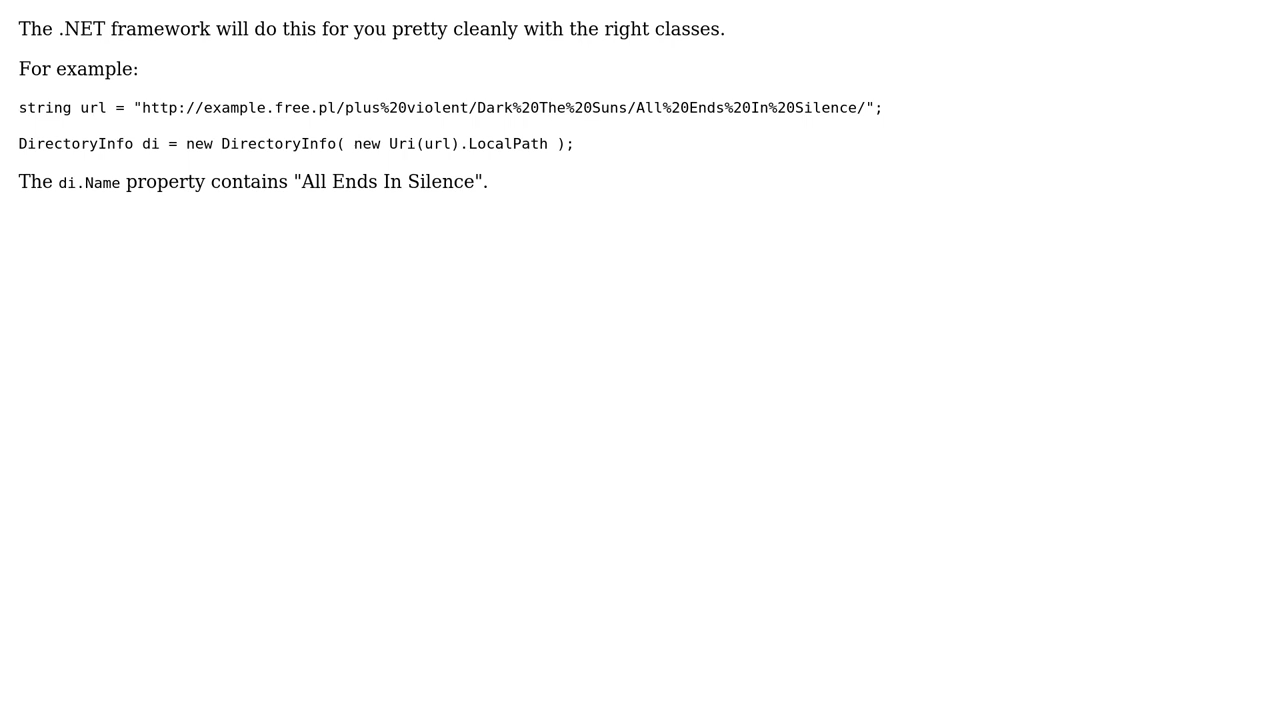 The .NET framework will do this for you pretty cleanly with the right classes.
For example:
string url = "http://example.free.pl/plus%20violent/Dark%20The%20Suns/All%20Ends%20In%20Silence/";
DirectoryInfo di = new DirectoryInfo( new Uri(url).LocalPath );
The di.Name property contains "All Ends In Silence".